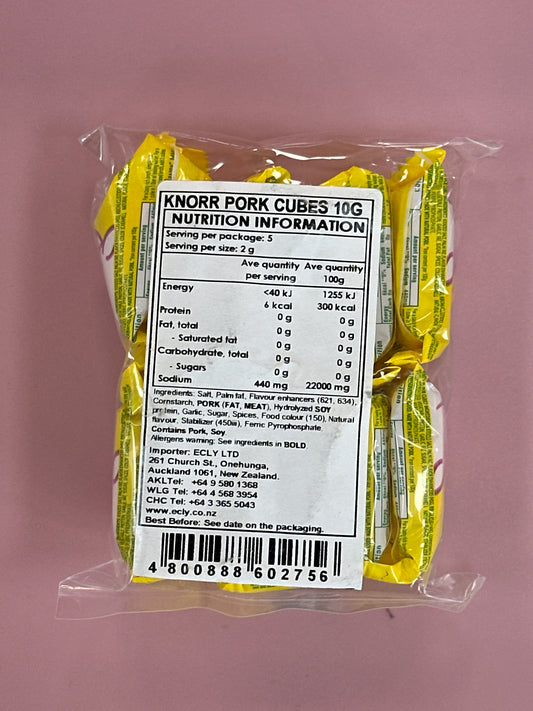 KNORR PORK CUBES 10G
NUTRITION INFORMATION
Serving per package: 5
Serving per size: 2 g
Ave quantity per serving Ave quantity 100g
Energy <40 kJ 1255 kJ
6 kcal 300 kcal
Protein 0 g 0 g
Fat, total 0 g 0 g
- Saturated fat 0 g 0 g
Carbohydrate, total 0 g 0 g
- Sugars 0 g 0 g
Sodium 440 mg 22000 mg
Ingredients: Salt, Palm fat, Flavour enhancers (621, 634),
Cornstarch, PORK (FAT, MEAT), Hydrolyzed SOY
protein, Garlic, Sugar, Spices, Food colour (150), Natural
flavour, Stabilizer (450iii), Ferric Pyrophosphate.
Contains Pork, Soy.
Allergens warning: See ingredients in BOLD.
Importer: ECLY LTD
261 Church St., Onehunga,
Auckland 1061, New Zealand.
AKLTel: +64 9 580 1368
WLG Tel: +64 4 568 3954
CHC Tel: +64 3 365 5043
www.ecly.co.nz
Best Before: See date on the packaging.
4 800888 602756